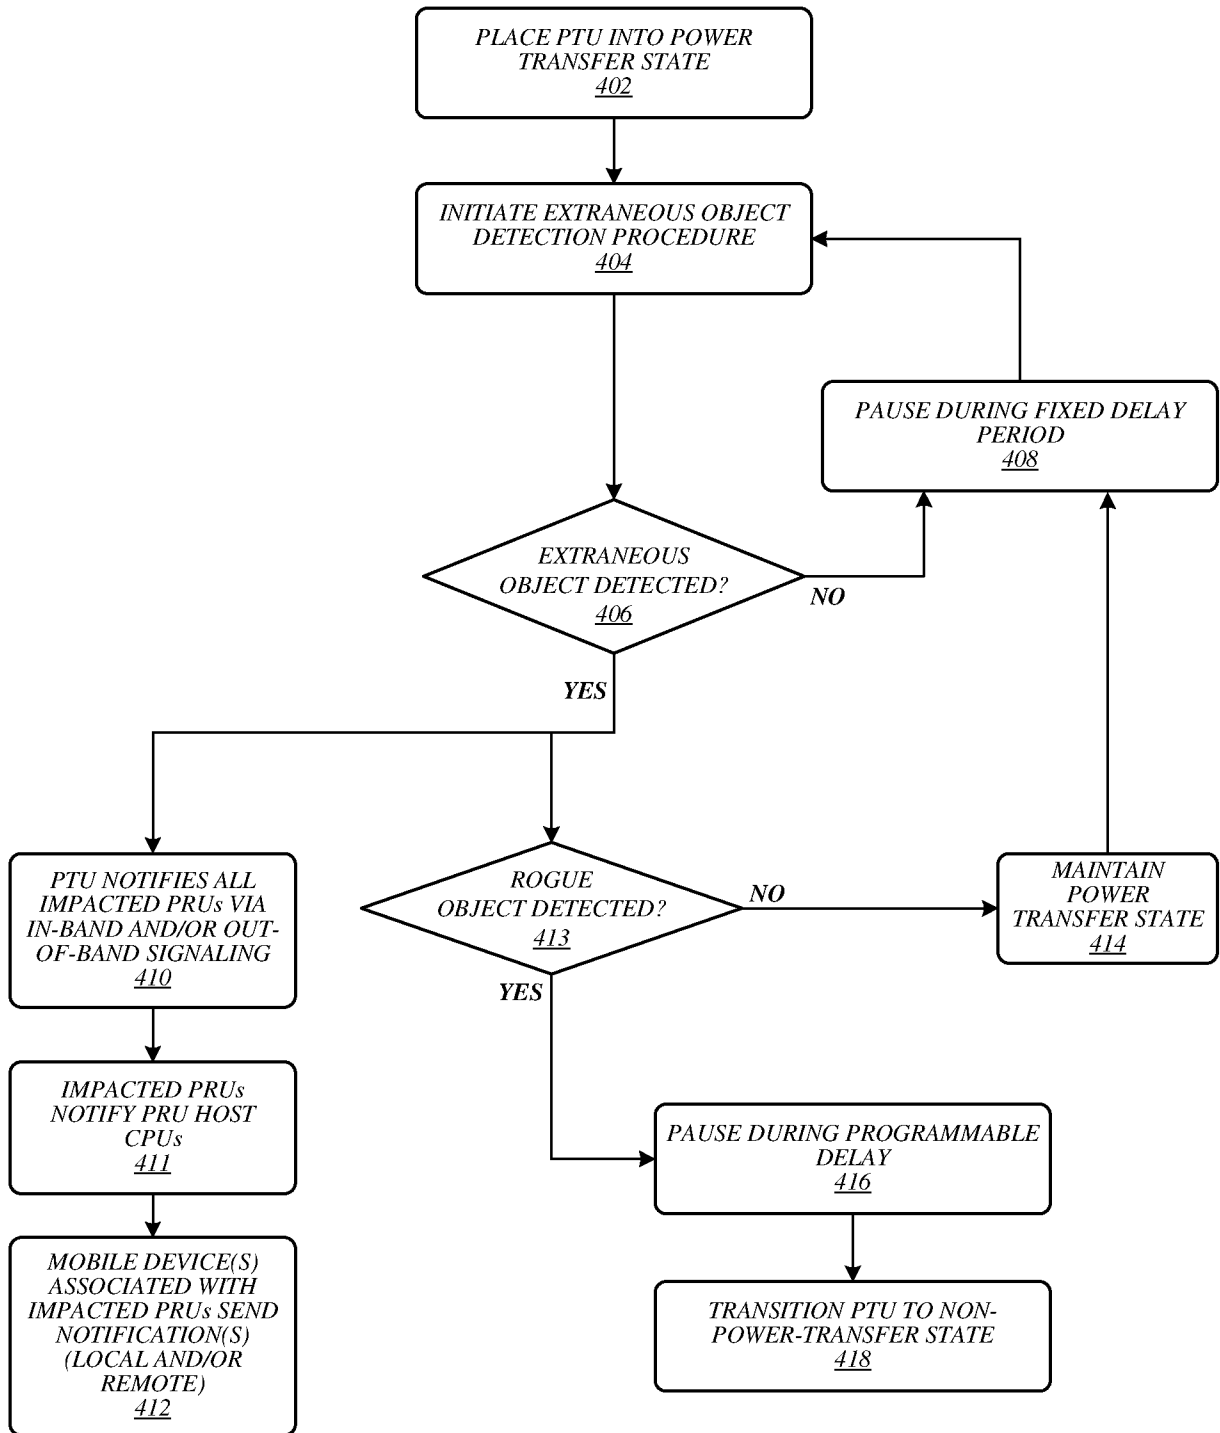 PLACE PTU INTO POWER
TRANSFER STATE
402
INITIATE EXTRANEOUS OBJECT
DETECTION PROCEDURE
404
PAUSE DURING FIXED DELAY
PERIOD
408
EXTRANEOUS
OBJECT DETECTED?
406
NO
YES
PTU NOTIFIES ALL
IMPACTED PRUs VIA
IN-BAND AND/OR OUT-
OF-BAND SIGNALING
410
ROGUE
OBJECT DETECTED?
413
NO
YES
MAINTAIN
POWER
TRANSFER STATE
414
IMPACTED PRUs
NOTIFY PRU HOST
CPUs
411
PAUSE DURING PROGRAMMABLE
DELAY
416
MOBILE DEVICE(S)
ASSOCIATED WITH
IMPACTED PRUs SEND
NOTIFICATION(S)
(LOCAL AND/OR
REMOTE)
412
TRANSITION PTU TO NON-
POWER-TRANSFER STATE
418